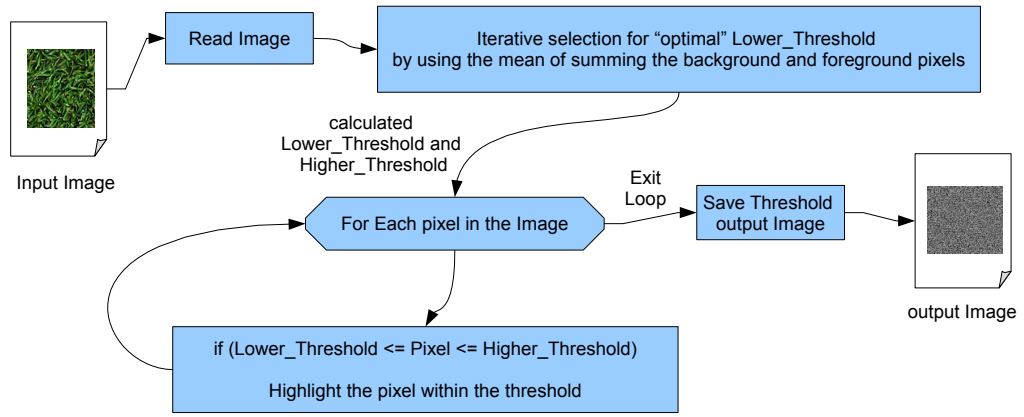 Input Image
Read Image
Iterative selection for “optimal” Lower_Threshold
by using the mean of summing the background and foreground pixels
calculated
Lower_Threshold and
Higher_Threshold
For Each pixel in the Image
Exit
Loop
Save Threshold
output Image
output Image
if (Lower_Threshold <= Pixel <= Higher_Threshold)
Highlight the pixel within the threshold